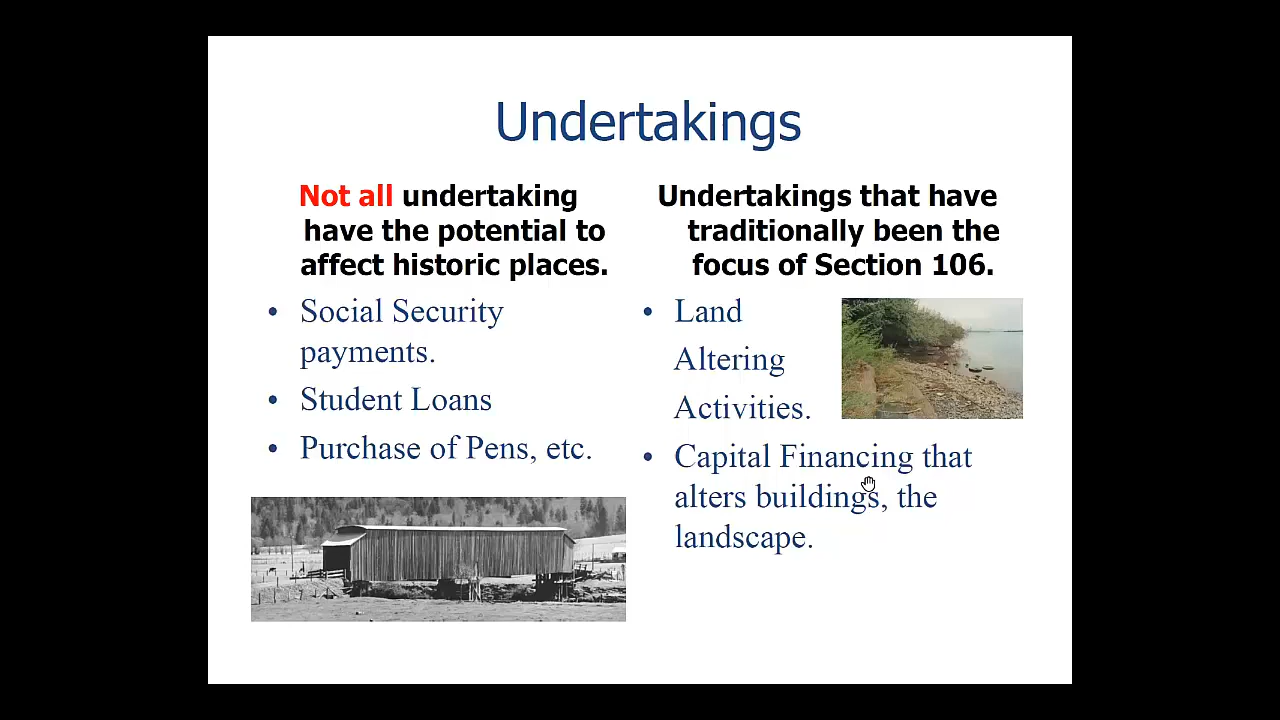 Undertakings
Not all undertaking
have the potential to
affect historic places.
• Social Security
payments.
• Student Loans
• Purchase of Pens, etc.
Undertakings that have
traditionally been the
focus of Section 106.
• Land
Altering
Activities.
• Capital Financing that
alters buildings, the
landscape.